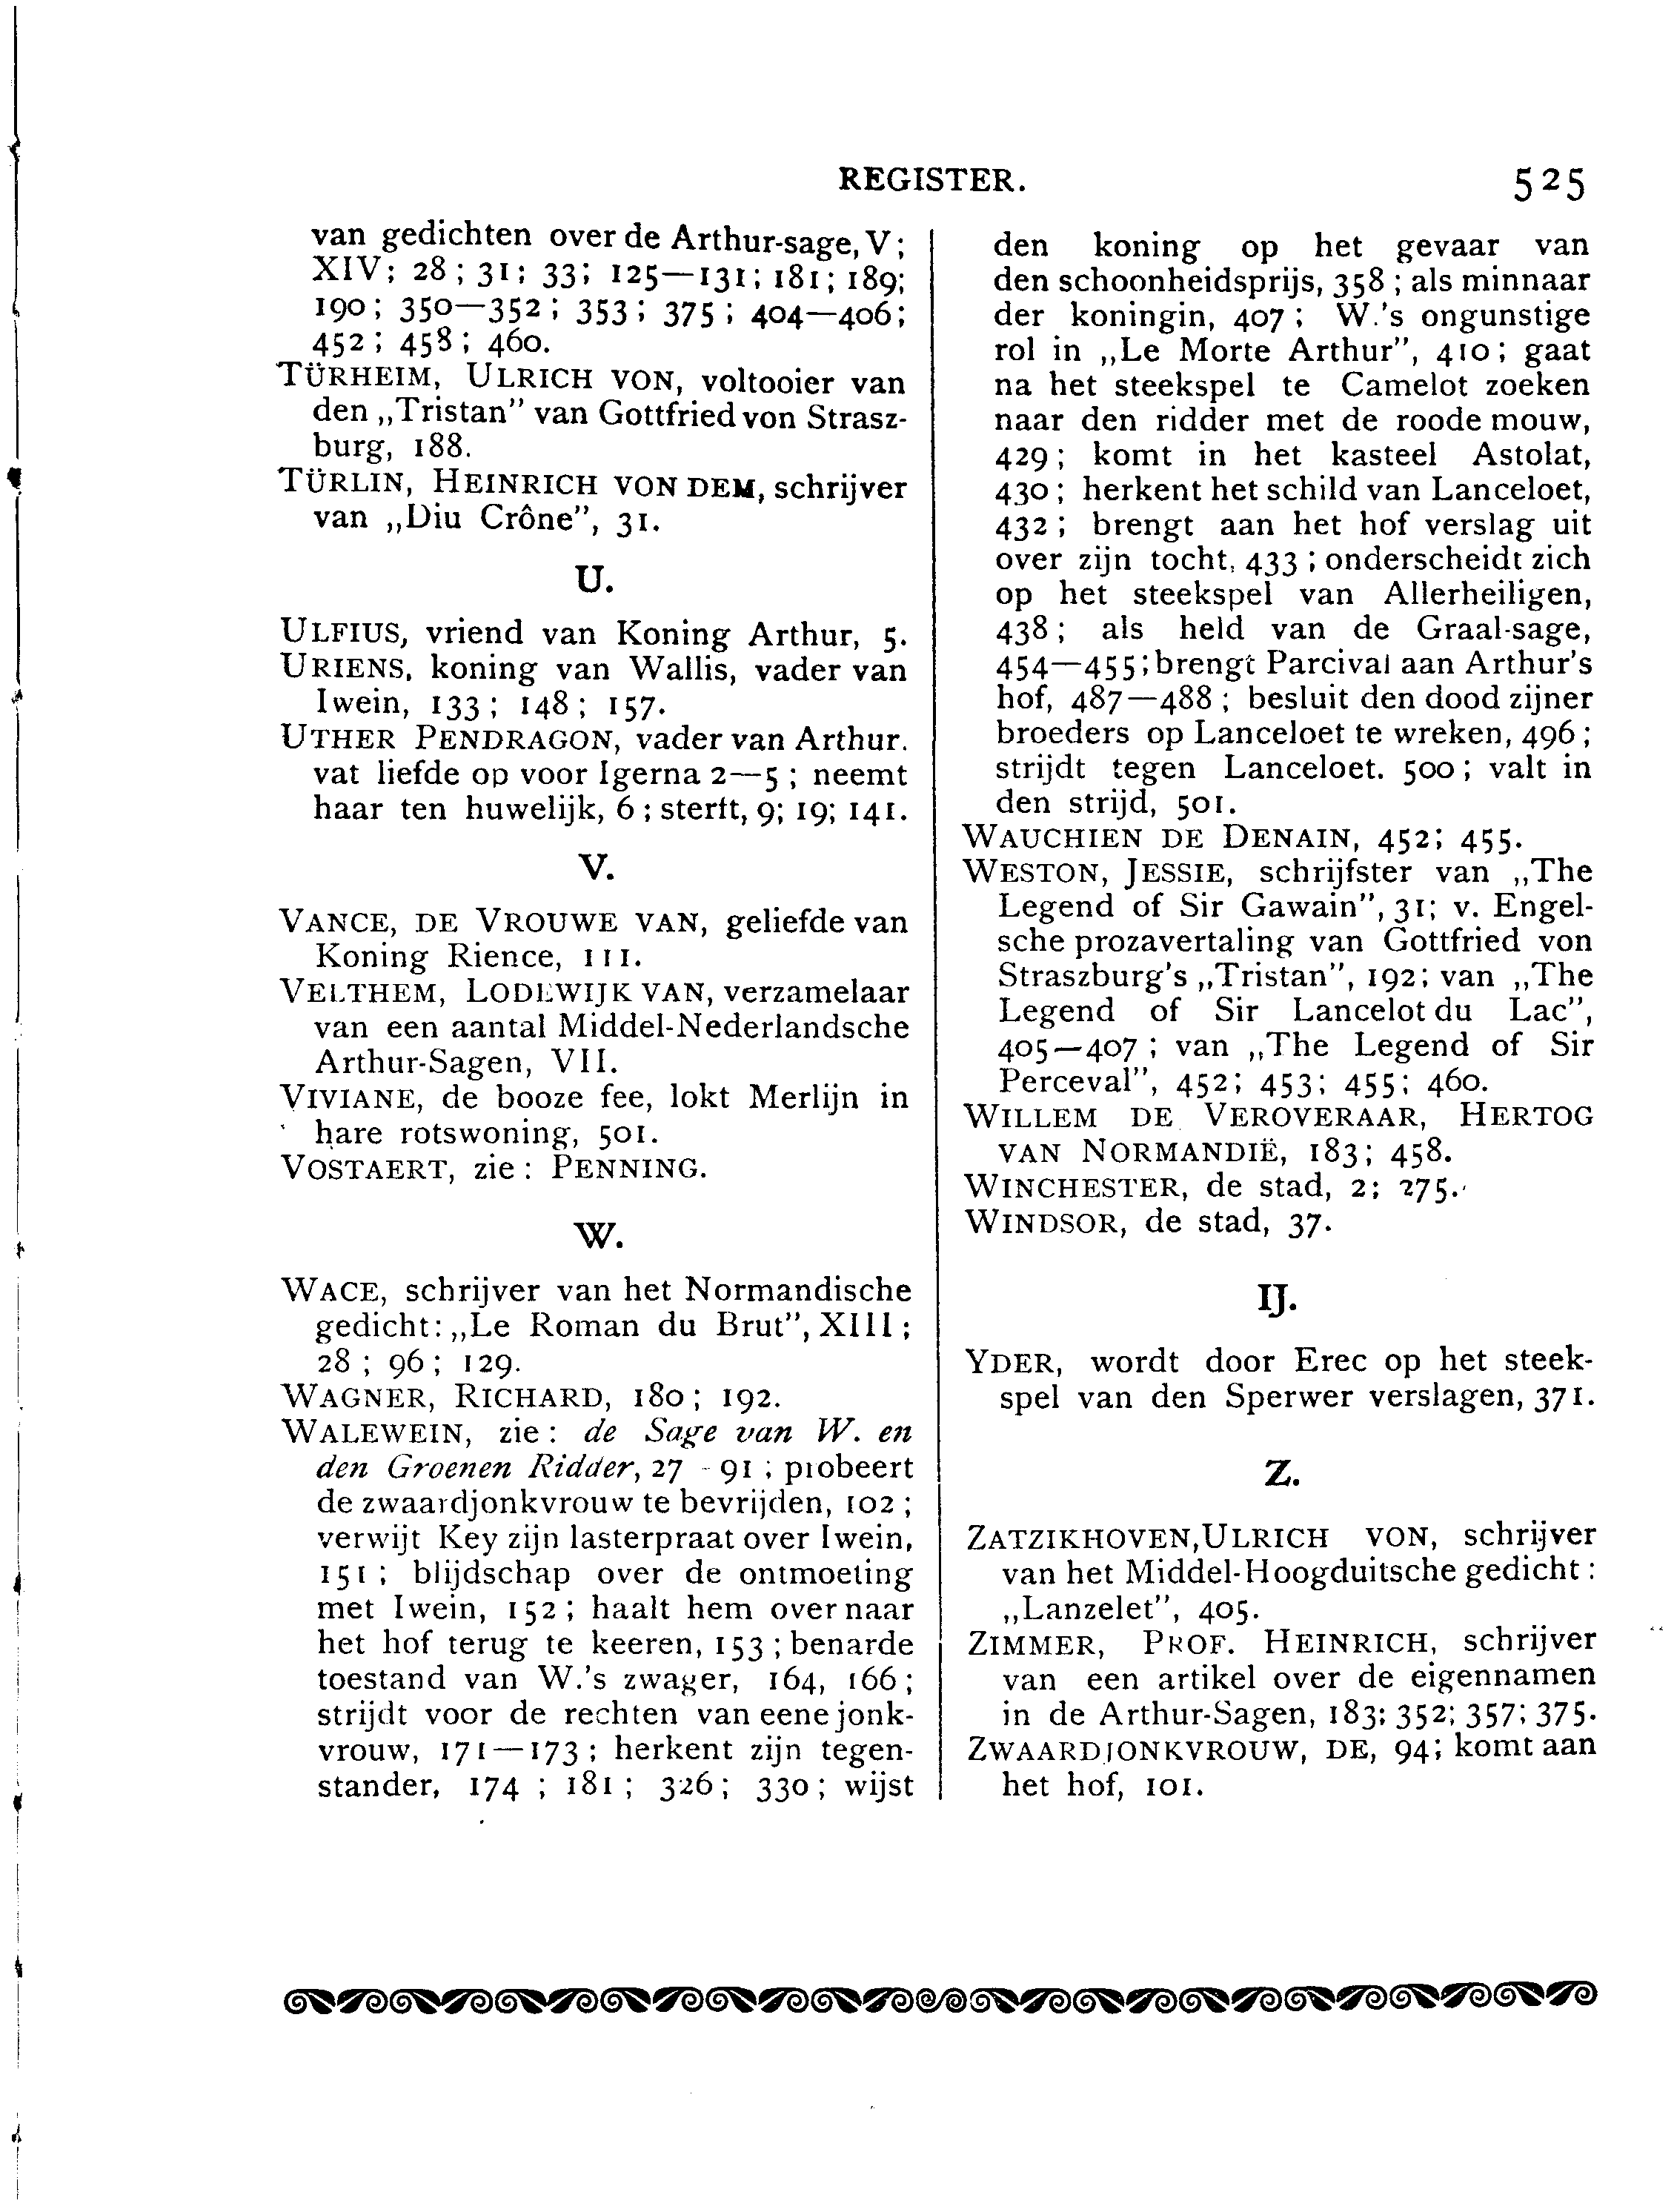 REGISTER. 525
van gedichten over de Arthur-sage, V;
XIV; 28; 31; 33; 125—131; 181; 189;
190; 350—352; 353; 375; 404—406;
452; 458; 460.
TÜRHEIM, ULRICH VON, voltooier van
den „Tristan” van Gottfried von Strasz-
burg, 188.
TÜRLIN, HEINRICH VON DEM, schrijver
van „Diu Crône”, 31.
U.
ULFIUS, vriend van Koning Arthur, 5.
URIENS, koning van Wallis, vader van
Iwein, 133; 148; 157.
UTHER PENDRAGON, vader van Arthur.
vat liefde op voor Igerna 2—5; neemt
haar ten huwelijk, 6; sterft, 9; 19; 141.
V.
VANCE, DE VROUWE VAN, geliefde van
Koning Rience, 111.
VELTHEM, LODEWIJK VAN, verzamelaar
van een aantal Middel-Nederlandsche
Arthur-Sagen, VII.
VIVIANE, de booze fee, lokt Merlijn in
hare rotswoning, 501.
VOSTAERT, zie: PENNING.
W.
WACE, schrijver van het Normandische
gedicht: „Le Roman du Brut”, XIII;
28; 96; 129.
WAGNER, RICHARD, 180; 192.
WALEWEIN, zie: de Sage van W. en
den Groenen Ridder, 27-91; probeert
de zwaardjonkvrouw te bevrijden, 102;
verwijt Key zijn lasterpraat over Iwein,
151; blijdschap over de ontmoeting
met Iwein, 152; haalt hem over naar
het hof terug te keeren, 153; benarde
toestand van W.'s zwager, 164, 166;
strijdt voor de rechten van eene jonk-
vrouw, 171—173; herkent zijn tegen-
stander, 174; 181; 326; 330; wijst
den koning op het gevaar van
den schoonheidsprijs, 358; als minnaar
der koningin, 407; W.'s ongunstige
rol in „Le Morte Arthur”, 410; gaat
na het steekspel te Camelot zoeken
naar den ridder met de roode mouw,
429; komt in het kasteel Astolat,
430; herkent het schild van Lanceloet,
432; brengt aan het hof verslag uit
over zijn tocht, 433; onderscheidt zich
op het steekspel van Allerheiligen,
438; als held van de Graal-sage,
454—455; brengt Parcival aan Arthur's
hof, 487—488; besluit den dood zijner
broeders op Lanceloet te wreken, 496;
strijdt tegen Lanceloet. 500; valt in
den strijd, 501.
WAUCHIEN DE DENAIN, 452; 455.
WESTON, JESSIE, schrijfster van „The
Legend of Sir Gawain”, 31; v. Engel-
sche prozavertaling van Gottfried von
Straszburg's „Tristan”, 192; van „The
Legend of Sir Lancelot du Lac”,
405—407; van „The Legend of Sir
Perceval”, 452; 453; 455; 460.
WILLEM DE VEROVERAAR, HERTOG
VAN NORMANDIË, 183; 458.
WINCHESTER, de stad, 2; 275.
WINDSOR, de stad, 37.
IJ.
YDER, wordt door Erec op het steek-
spel van den Sperwer verslagen, 371.
Z.
ZATZIKHOVEN, ULRICH VON, schrijver
van het Middel-Hoogduitsche gedicht:
„Lanzelet”, 405.
ZIMMER, PROF. HEINRICH, schrijver
van een artikel over de eigennamen
in de Arthur-Sagen, 183; 352; 357; 375.
ZWAARDJONKVROUW, DE, 94; komt aan
het hof, 101.